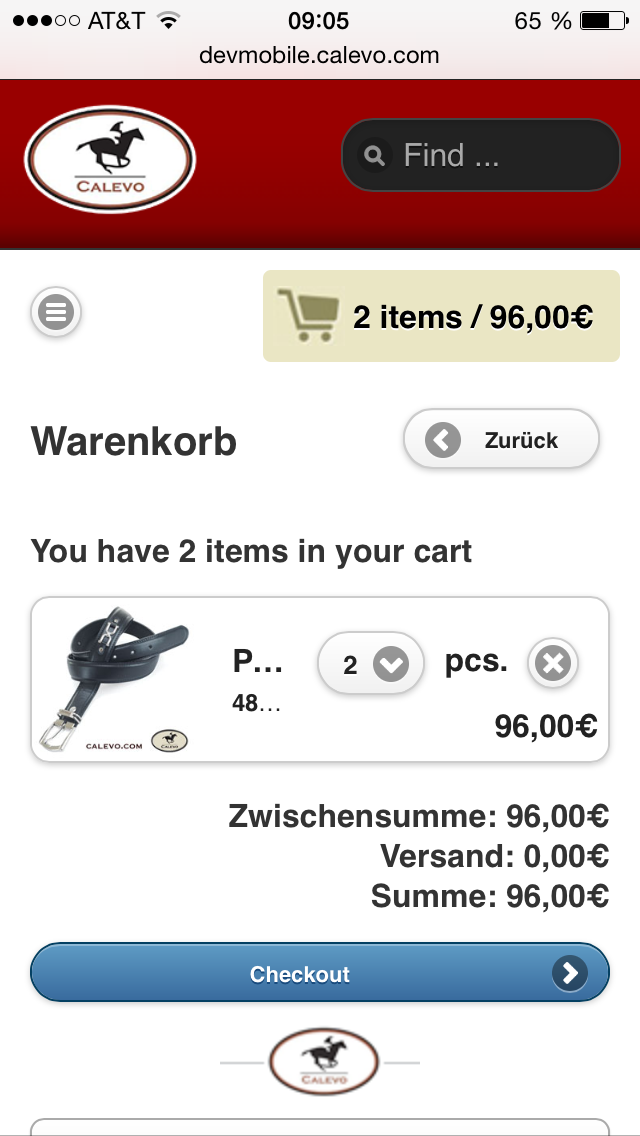 AT&T 09:05 65 %
devmobile.calevo.com
CALEVO
Find ...
2 items / 96,00€
Warenkorb
Zurück
You have 2 items in your cart
P...
2
pcs.
48...
96,00€
CALEVO.COM
CALEVO
Zwischensumme: 96,00€
Versand: 0,00€
Summe: 96,00€
Checkout
CALEVO